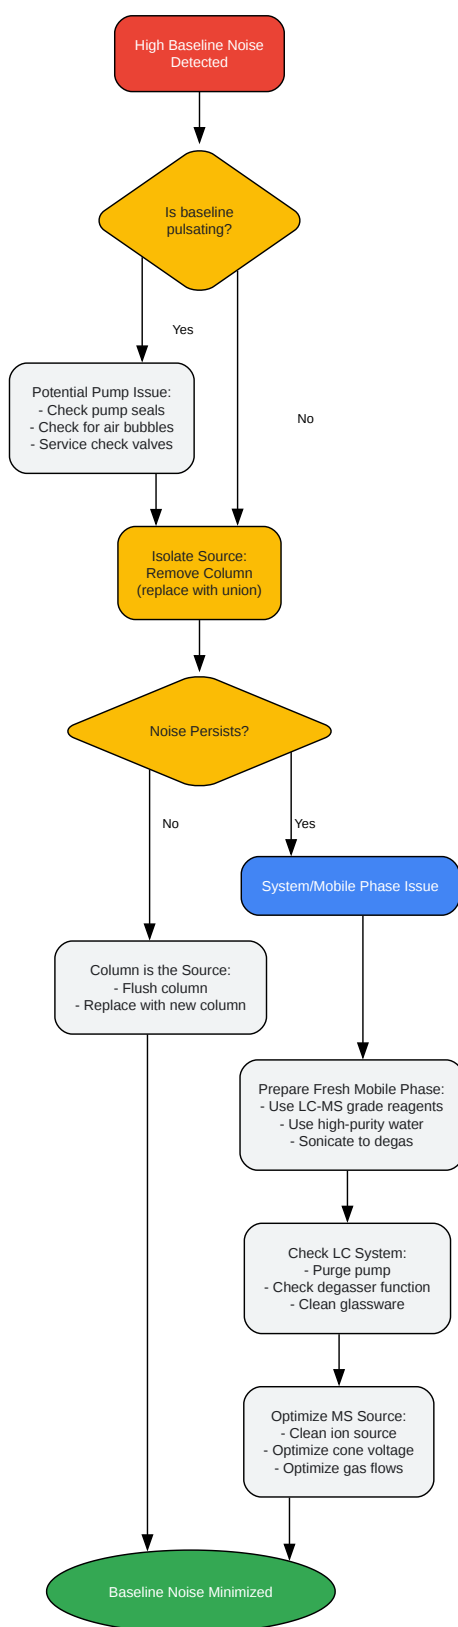 High Baseline Noise
Detected
Is baseline
pulsating?
Yes
No
Potential Pump Issue:
- Check pump seals
- Check for air bubbles
- Service check valves
Isolate Source:
Remove Column
(replace with union)
Noise Persists?
No
Yes
System/Mobile Phase Issue
Column is the Source:
- Flush column
- Replace with new column
Prepare Fresh Mobile Phase:
- Use LC-MS grade reagents
- Use high-purity water
- Sonicate to degas
Check LC System:
- Purge pump
- Check degasser function
- Clean glassware
Optimize MS Source:
- Clean ion source
- Optimize cone voltage
- Optimize gas flows
Baseline Noise Minimized